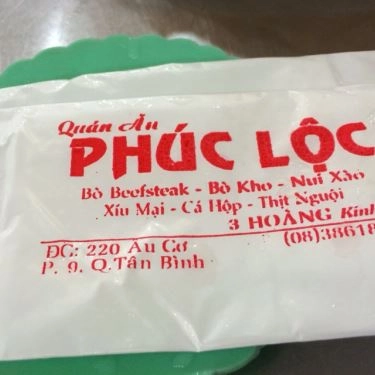 Quán Ăn
PHÚC LỘC
Bò Beefsteak - Bò Kho - Nui Xào
Xíu Mại - Cá Hộp - Thịt Nguội
3 HOÀNG Kính
ĐC: 220 Âu Cơ (08)38618
P. 9, Q.Tân Bình